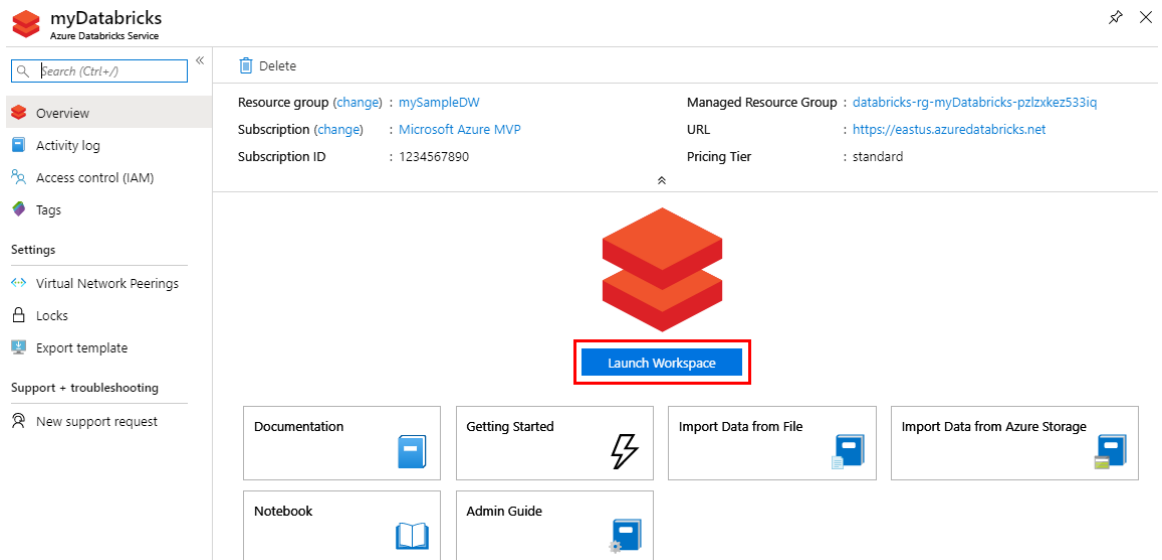 myDatabricks
Azure Databricks Service
Search (Ctrl+/)
Overview
Activity log
Access control (IAM)
Tags
Settings
Virtual Network Peerings
Locks
Export template
Support + troubleshooting
New support request
Delete
Resource group (change) : mySampleDW
Subscription (change) : Microsoft Azure MVP
Subscription ID : 1234567890
Managed Resource Group : databricks-rg-myDatabricks-pzlzxkez533iq
URL : https://eastus.azuredatabricks.net
Pricing Tier : standard
Launch Workspace
Documentation
Getting Started
Import Data from File
Import Data from Azure Storage
Notebook
Admin Guide